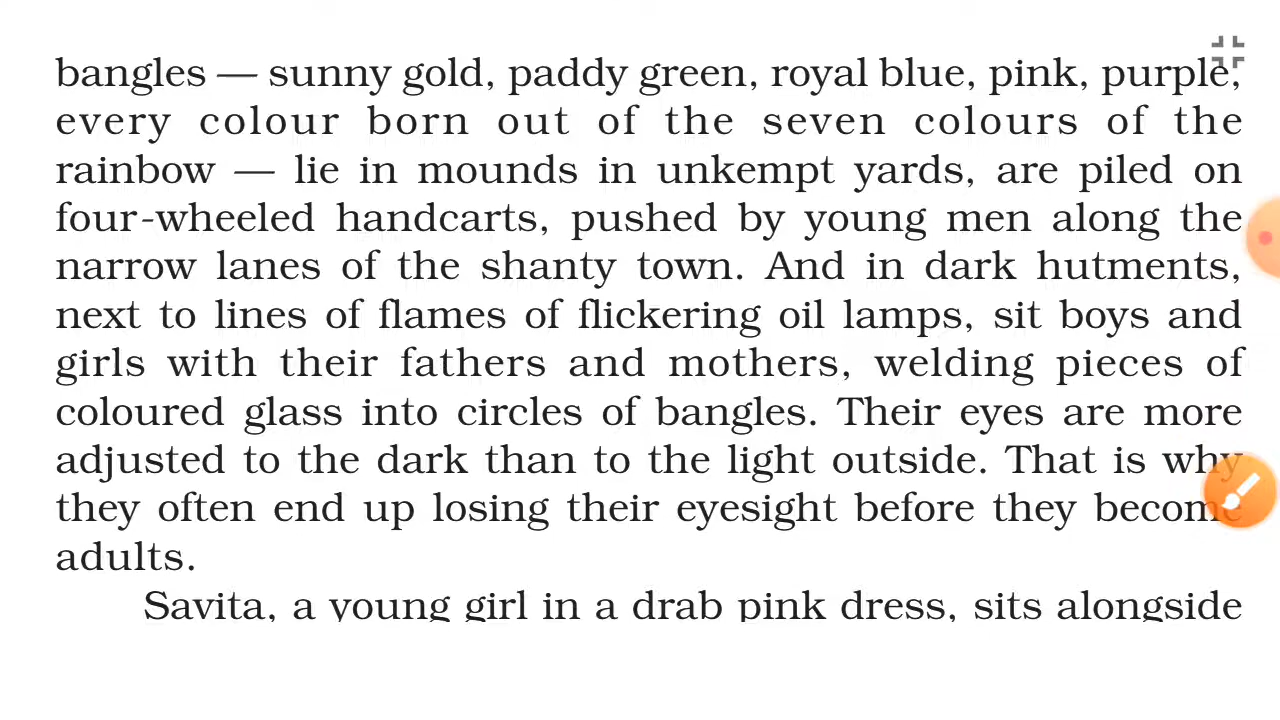 bangles — sunny gold, paddy green, royal blue, pink, purple,
every colour born out of the seven colours of the
rainbow — lie in mounds in unkempt yards, are piled on
four-wheeled handcarts, pushed by young men along the
narrow lanes of the shanty town. And in dark hutments,
next to lines of flames of flickering oil lamps, sit boys and
girls with their fathers and mothers, welding pieces of
coloured glass into circles of bangles. Their eyes are more
adjusted to the dark than to the light outside. That is why
they often end up losing their eyesight before they become
adults.
Savita, a young girl in a drab pink dress, sits alongside